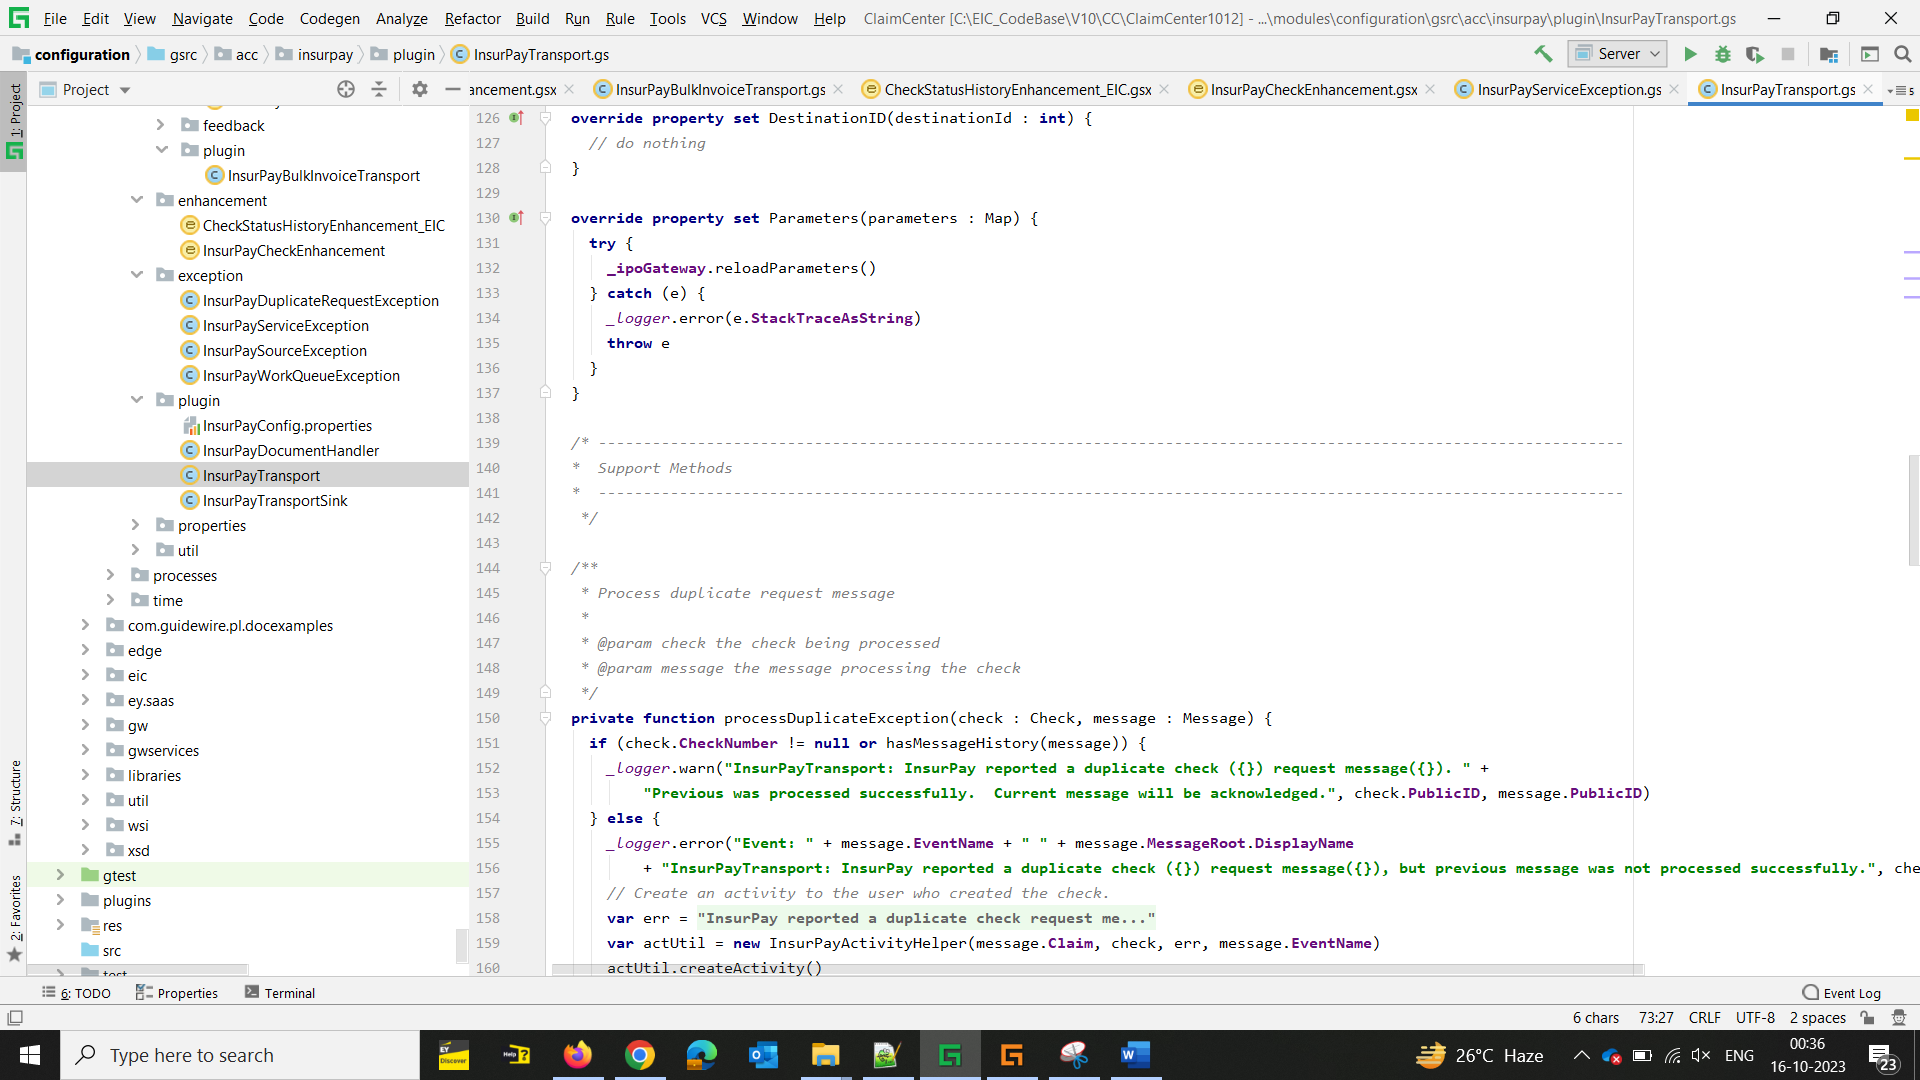 File Edit View Navigate Code Codegen Analyze Refactor Build Run Rule Tools VCS Window Help ClaimCenter [C:\EIC_CodeBase\V10\CC\ClaimCenter1012] - ...\modules\configuration\gsrc\acc\insurpay\plugin\InsurPayTransport.gs
configuration gsrc acc insurpay plugin InsurPayTransport.gs Server
Project ancement.gsx InsurPayBulkInvoiceTransport.gs CheckStatusHistoryEnhancement_EIC.gsx InsurPayCheckEnhancement.gsx InsurPayServiceException.gs InsurPayTransport.gs 5
1: Project
7: Structure
2: Favorites
feedback
plugin
InsurPayBulkInvoiceTransport
enhancement
CheckStatusHistoryEnhancement_EIC
InsurPayCheckEnhancement
exception
InsurPayDuplicateRequestException
InsurPayServiceException
InsurPaySourceException
InsurPayWorkQueueException
plugin
InsurPayConfig.properties
InsurPayDocumentHandler
InsurPayTransport
InsurPayTransportSink
properties
util
processes
time
com.guidewire.pl.docexamples
edge
eic
ey.saas
gw
gwservices
libraries
util
wsi
xsd
gtest
plugins
res
src
test
126 override property set DestinationID(destinationId : int) {
127 // do nothing
128 }
129
130 override property set Parameters(parameters : Map) {
131 try {
132 _ipoGateway.reloadParameters()
133 } catch (e) {
134 _logger.error(e.StackTraceAsString)
135 throw e
136 }
137 }
138
139 /* ------------------------------------------------------------------------------------------------------------------
140 * Support Methods
141 * ------------------------------------------------------------------------------------------------------------------
142 */
143
144 /**
145 * Process duplicate request message
146 *
147 * @param check the check being processed
148 * @param message the message processing the check
149 */
150 private function processDuplicateException(check : Check, message : Message) {
151 if (check.CheckNumber != null or hasMessageHistory(message)) {
152 _logger.warn("InsurPayTransport: InsurPay reported a duplicate check ({}) request message({}). " +
153 "Previous was processed successfully.  Current message will be acknowledged.", check.PublicID, message.PublicID)
154 } else {
155 _logger.error("Event: " + message.EventName + " " + message.MessageRoot.DisplayName
156 + "InsurPayTransport: InsurPay reported a duplicate check ({}) request message({}), but previous message was not processed successfully.", che
157 // Create an activity to the user who created the check.
158 var err = "InsurPay reported a duplicate check request me..."
159 var actUtil = new InsurPayActivityHelper(message.Claim, check, err, message.EventName)
160 actUtil.createActivity()
6: TODO Properties Terminal Event Log
6 chars 73:27 CRLF UTF-8 2 spaces
Type here to search EY Discover Help ? 26°C Haze ENG 00:36
16-10-2023 23